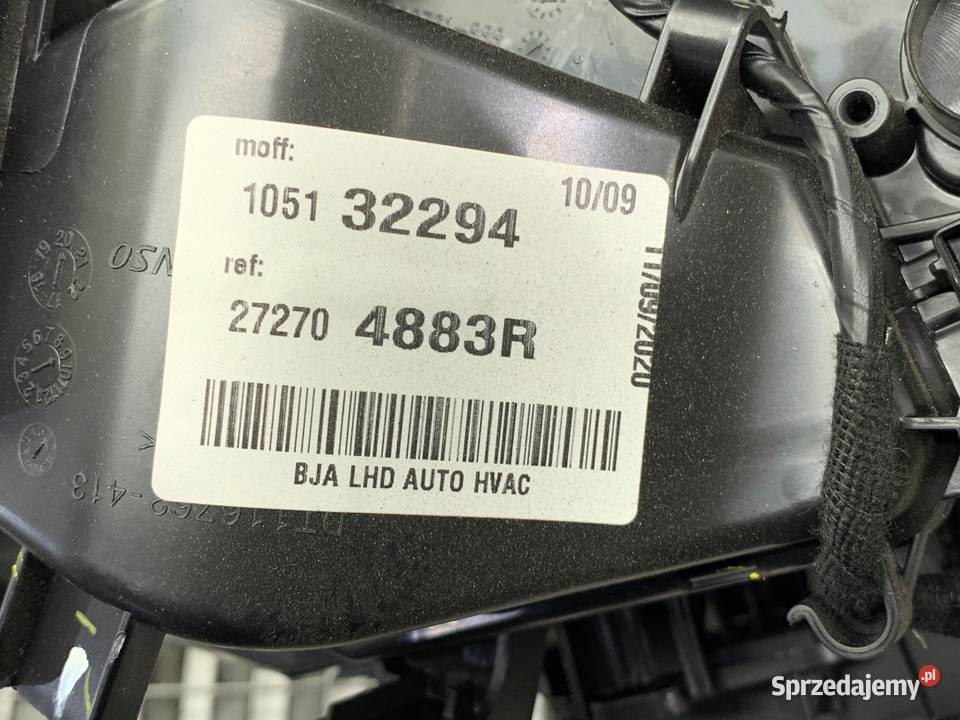 moff:
1051 32294 10/09
ref:
27270 4883R
11/09/2020
BJA LHD AUTO HVAC
Sprzedajemy.pl